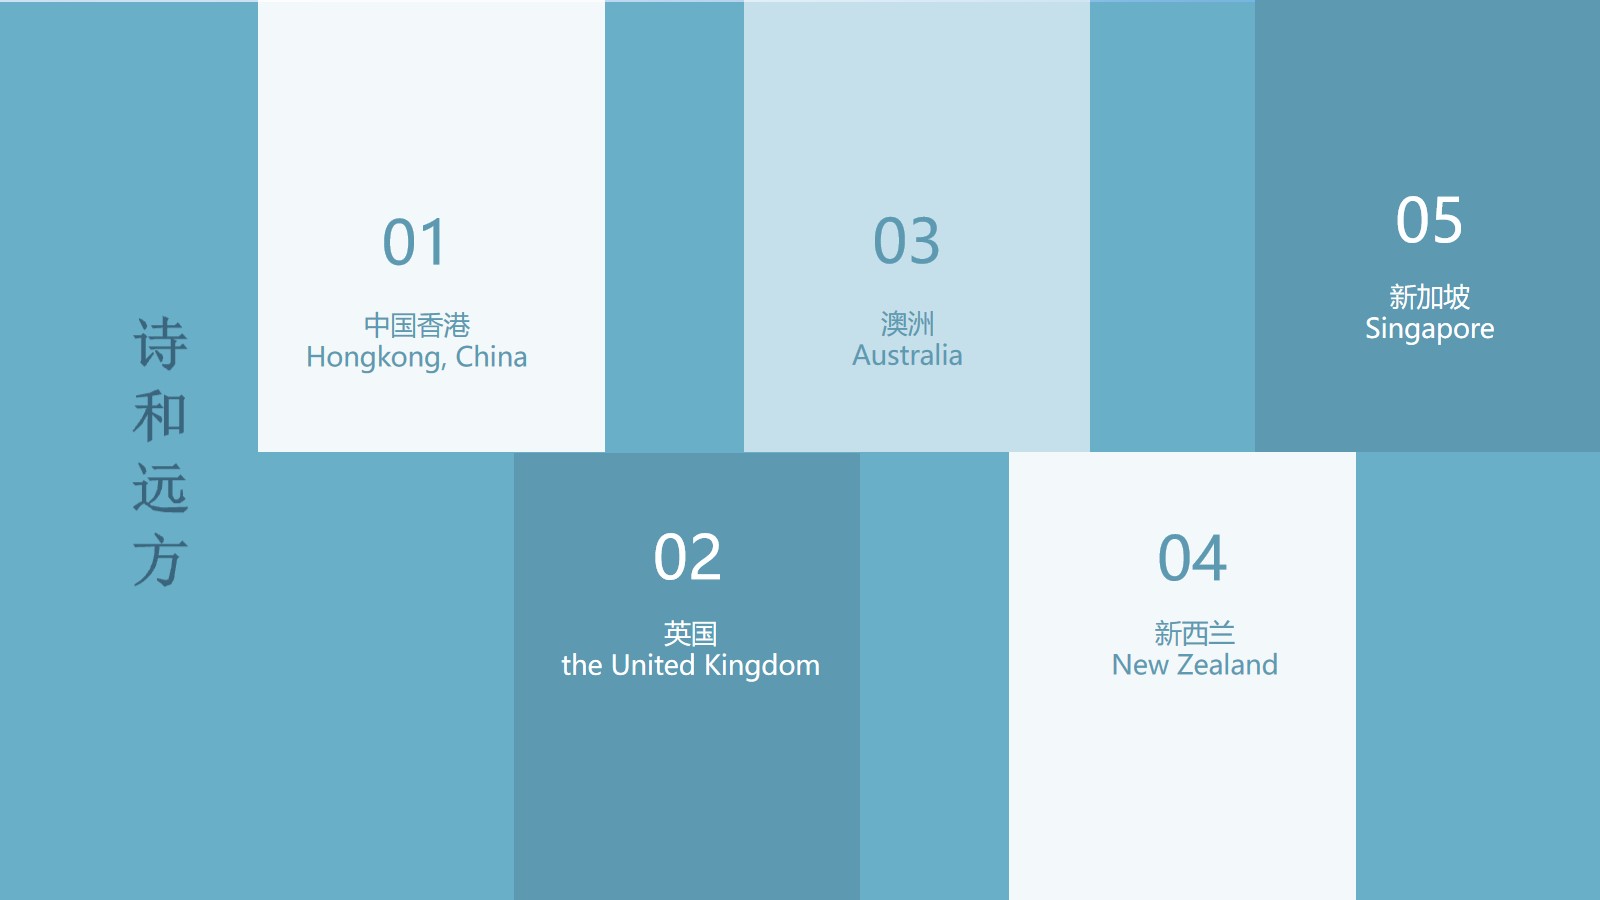 诗和远方
01
中国香港
Hongkong, China
02
英国
the United Kingdom
03
澳洲
Australia
04
新西兰
New Zealand
05
新加坡
Singapore